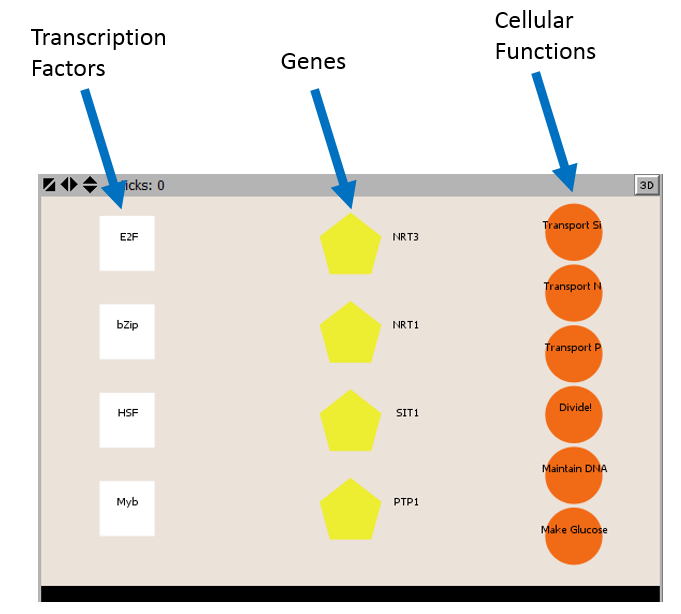 Transcription
Factors
Genes
Cellular
Functions
icks: 0
3D
E2F
NRT3
Transport Si
Transport N
bZip
NRT1
Transport P
HSF
SIT1
Divide!
Maintain DNA
Myb
PTP1
Make Glucose